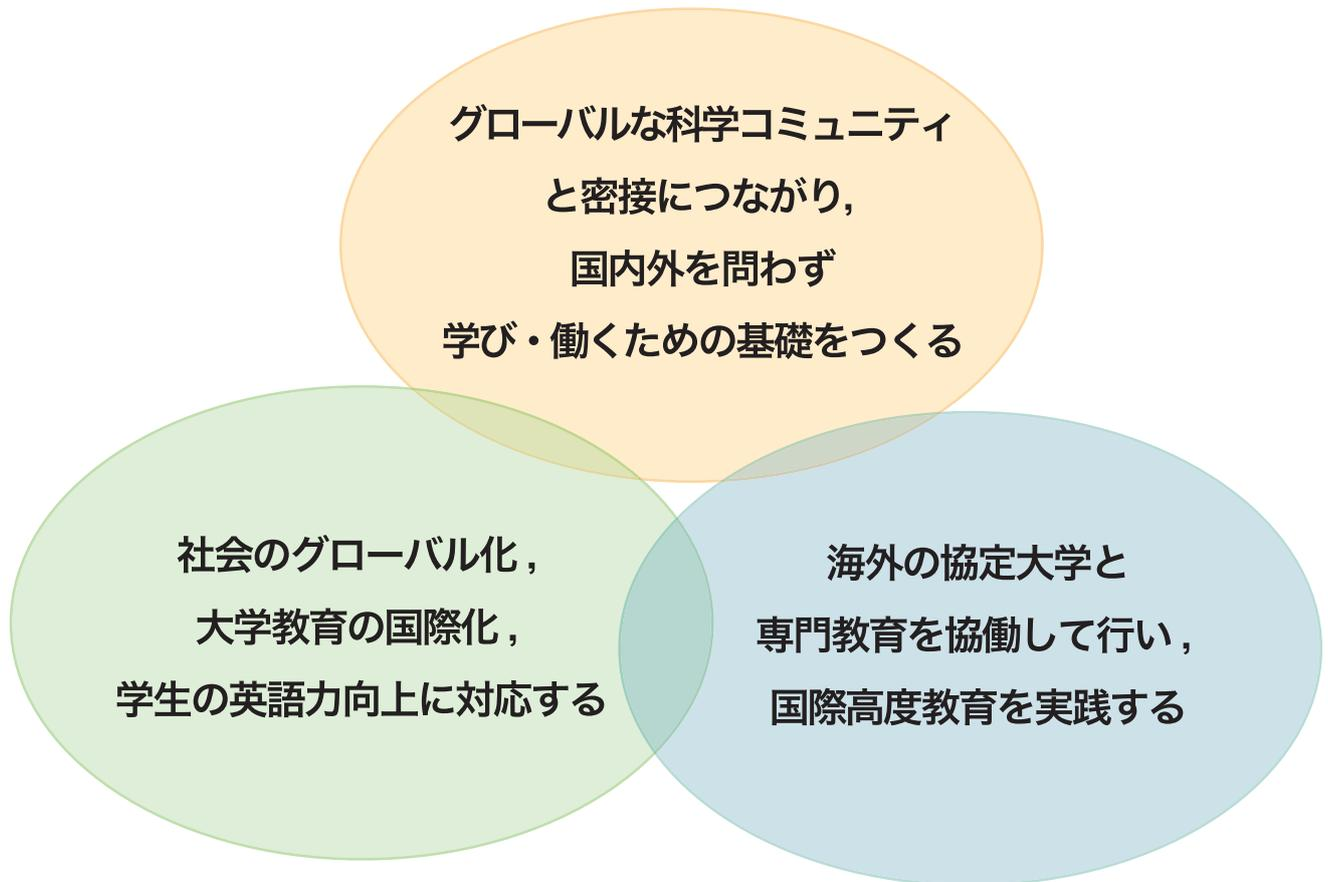 グローバルな科学コミュニティ
と密接につながり,
国内外を問わず
学び・働くための基礎をつくる
社会のグローバル化 ,
大学教育の国際化 ,
学生の英語力向上に対応する
海外の協定大学と
専門教育を協働して行い ,
国際高度教育を実践する